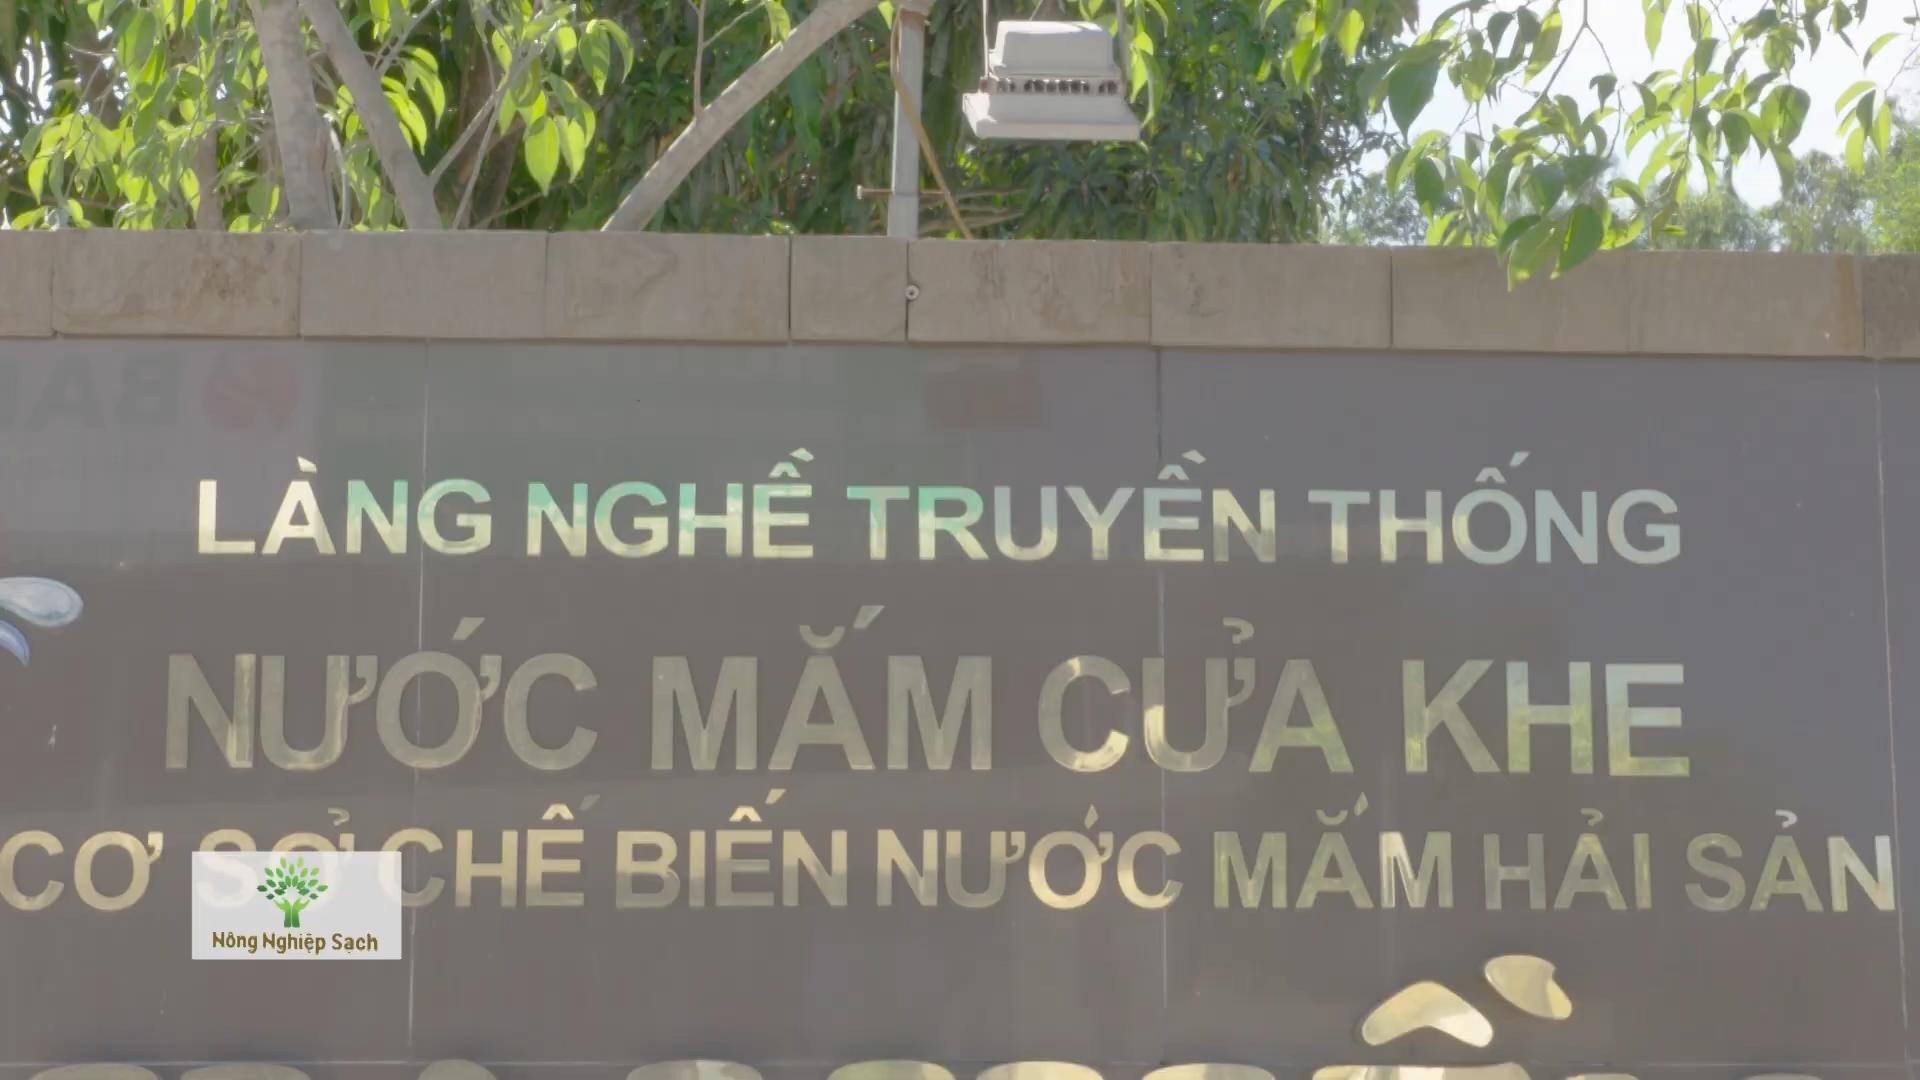 LÀNG NGHỀ TRUYỀN THỐNG
NƯỚC MẮM CỬA KHE
CƠ SỞ CHẾ BIẾN NƯỚC MẮM HẢI SẢN
Nông Nghiệp Sạch